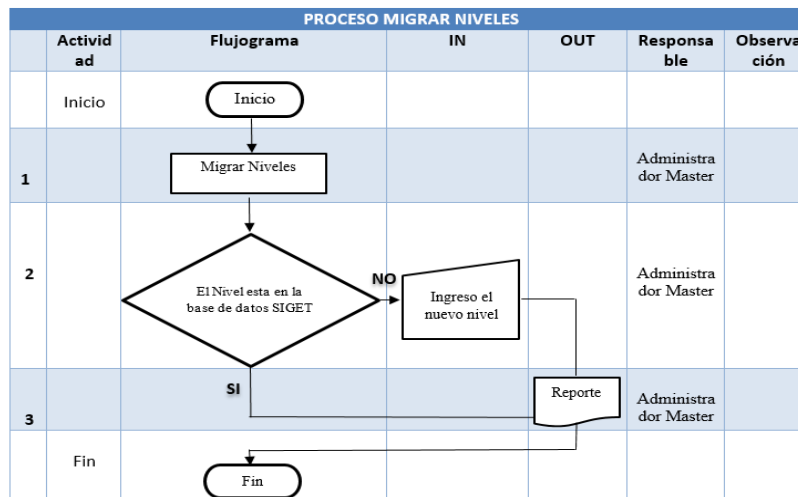 PROCESO MIGRAR NIVELES
Activid
ad
Flujograma
IN
OUT
Responsa
ble
Observa
ción
Inicio
Inicio
1
Migrar Niveles
Administra
dor Master
2
El Nivel esta en la
base de datos SIGET
NO
Ingreso el
nuevo nivel
Administra
dor Master
SI
3
Reporte
Administra
dor Master
Fin
Fin